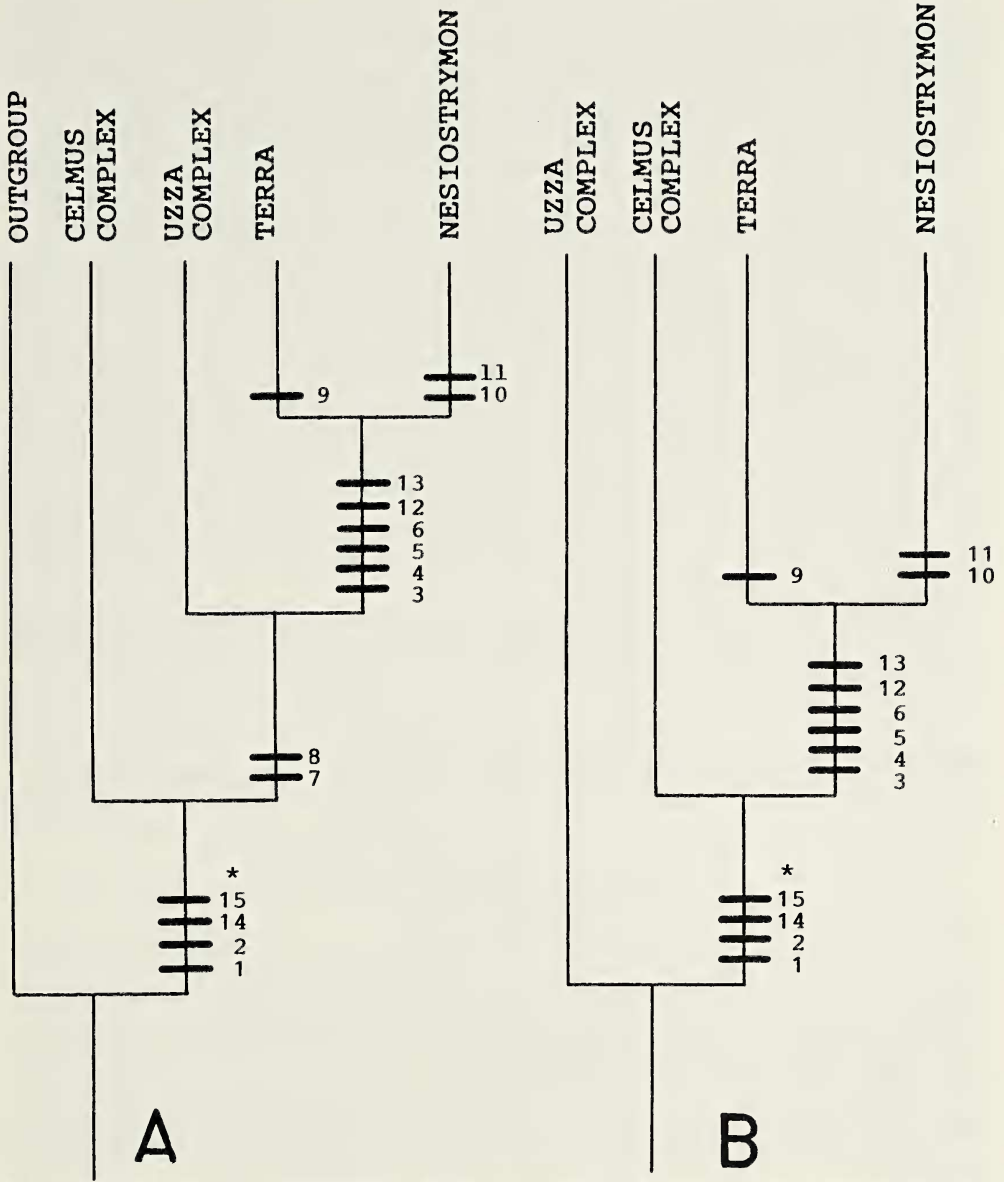 OUTGROUP
CELMUS
COMPLEX
UZZA
COMPLEX
TERRA
NESIOSTRYMON
9
11
10
13
12
6
5
4
3
8
7
*
15
14
2
1
A
UZZA
COMPLEX
CELMUS
COMPLEX
TERRA
NESIOSTRYMON
9
11
10
13
12
6
5
4
3
*
15
14
2
1
B